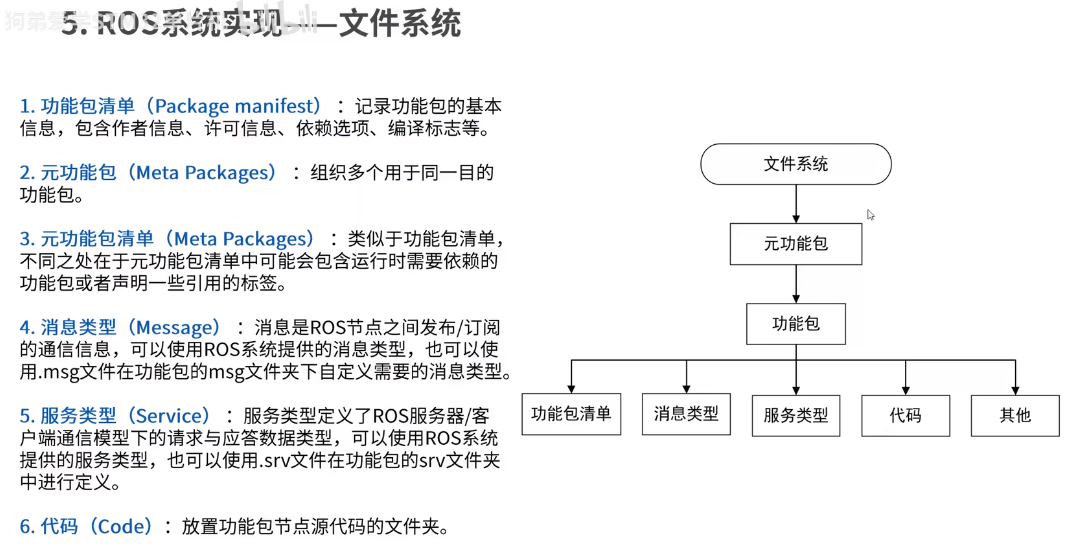 5. ROS系统实现——文件系统
1. 功能包清单（Package manifest）：记录功能包的基本
信息，包含作者信息、许可信息、依赖选项、编译标志等。
2. 元功能包（Meta Packages）：组织多个用于同一目的
功能包。
3. 元功能包清单（Meta Packages）：类似于功能包清单，
不同之处在于元功能包清单中可能会包含运行时需要依赖的
功能包或者声明一些引用的标签。
4. 消息类型（Message）：消息是ROS节点之间发布/订阅
的通信信息，可以使用ROS系统提供的消息类型，也可以使
用.msg文件在功能包的msg文件夹下自定义需要的消息类型。
5. 服务类型（Service）：服务类型定义了ROS服务器/客
户端通信模型下的请求与应答数据类型，可以使用ROS系统
提供的服务类型，也可以使用.srv文件在功能包的srv文件夹
中进行定义。
6. 代码（Code）：放置功能包节点源代码的文件夹。
文件系统
元功能包
功能包
功能包清单
消息类型
服务类型
代码
其他